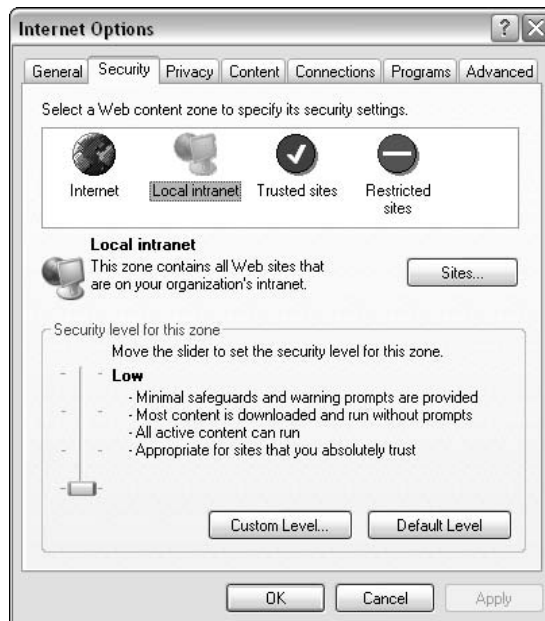 Internet Options
General Security Privacy Content Connections Programs Advanced
Select a Web content zone to specify its security settings.
Internet Local intranet Trusted sites Restricted sites
Local intranet
This zone contains all Web sites that
are on your organization's intranet.
Sites...
Security level for this zone
Move the slider to set the security level for this zone.
Low
- Minimal safeguards and warning prompts are provided
- Most content is downloaded and run without prompts
- All active content can run
- Appropriate for sites that you absolutely trust
Custom Level... Default Level
OK Cancel Apply